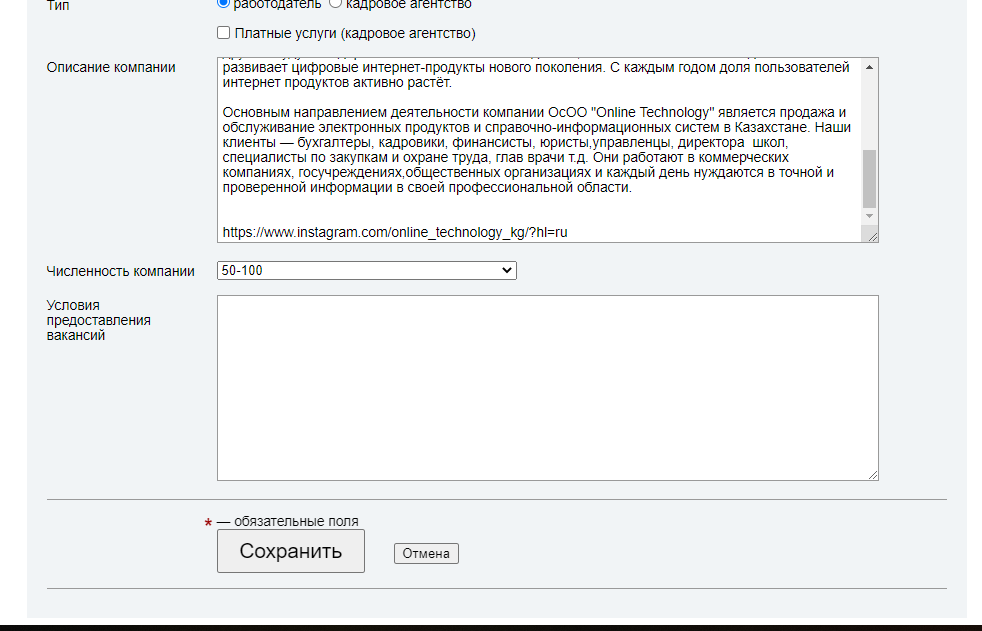 Тип
работодатель
кадровое агентство
Платные услуги (кадровое агентство)
Описание компании
развивает цифровые интернет-продукты нового поколения. С каждым годом доля пользователей
интернет продуктов активно растёт.
Основным направлением деятельности компании ОсОО "Online Technology" является продажа и
обслуживание электронных продуктов и справочно-информационных систем в Казахстане. Наши
клиенты — бухгалтеры, кадровики, финансисты, юристы,управленцы, директора  школ,
специалисты по закупкам и охране труда, глав врачи т.д. Они работают в коммерческих
компаниях, госучреждениях,общественных организациях и каждый день нуждаются в точной и
проверенной информации в своей профессиональной области.
https://www.instagram.com/online_technology_kg/?hl=ru
Численность компании
50-100
Условия
предоставления
вакансий
* — обязательные поля
Сохранить
Отмена